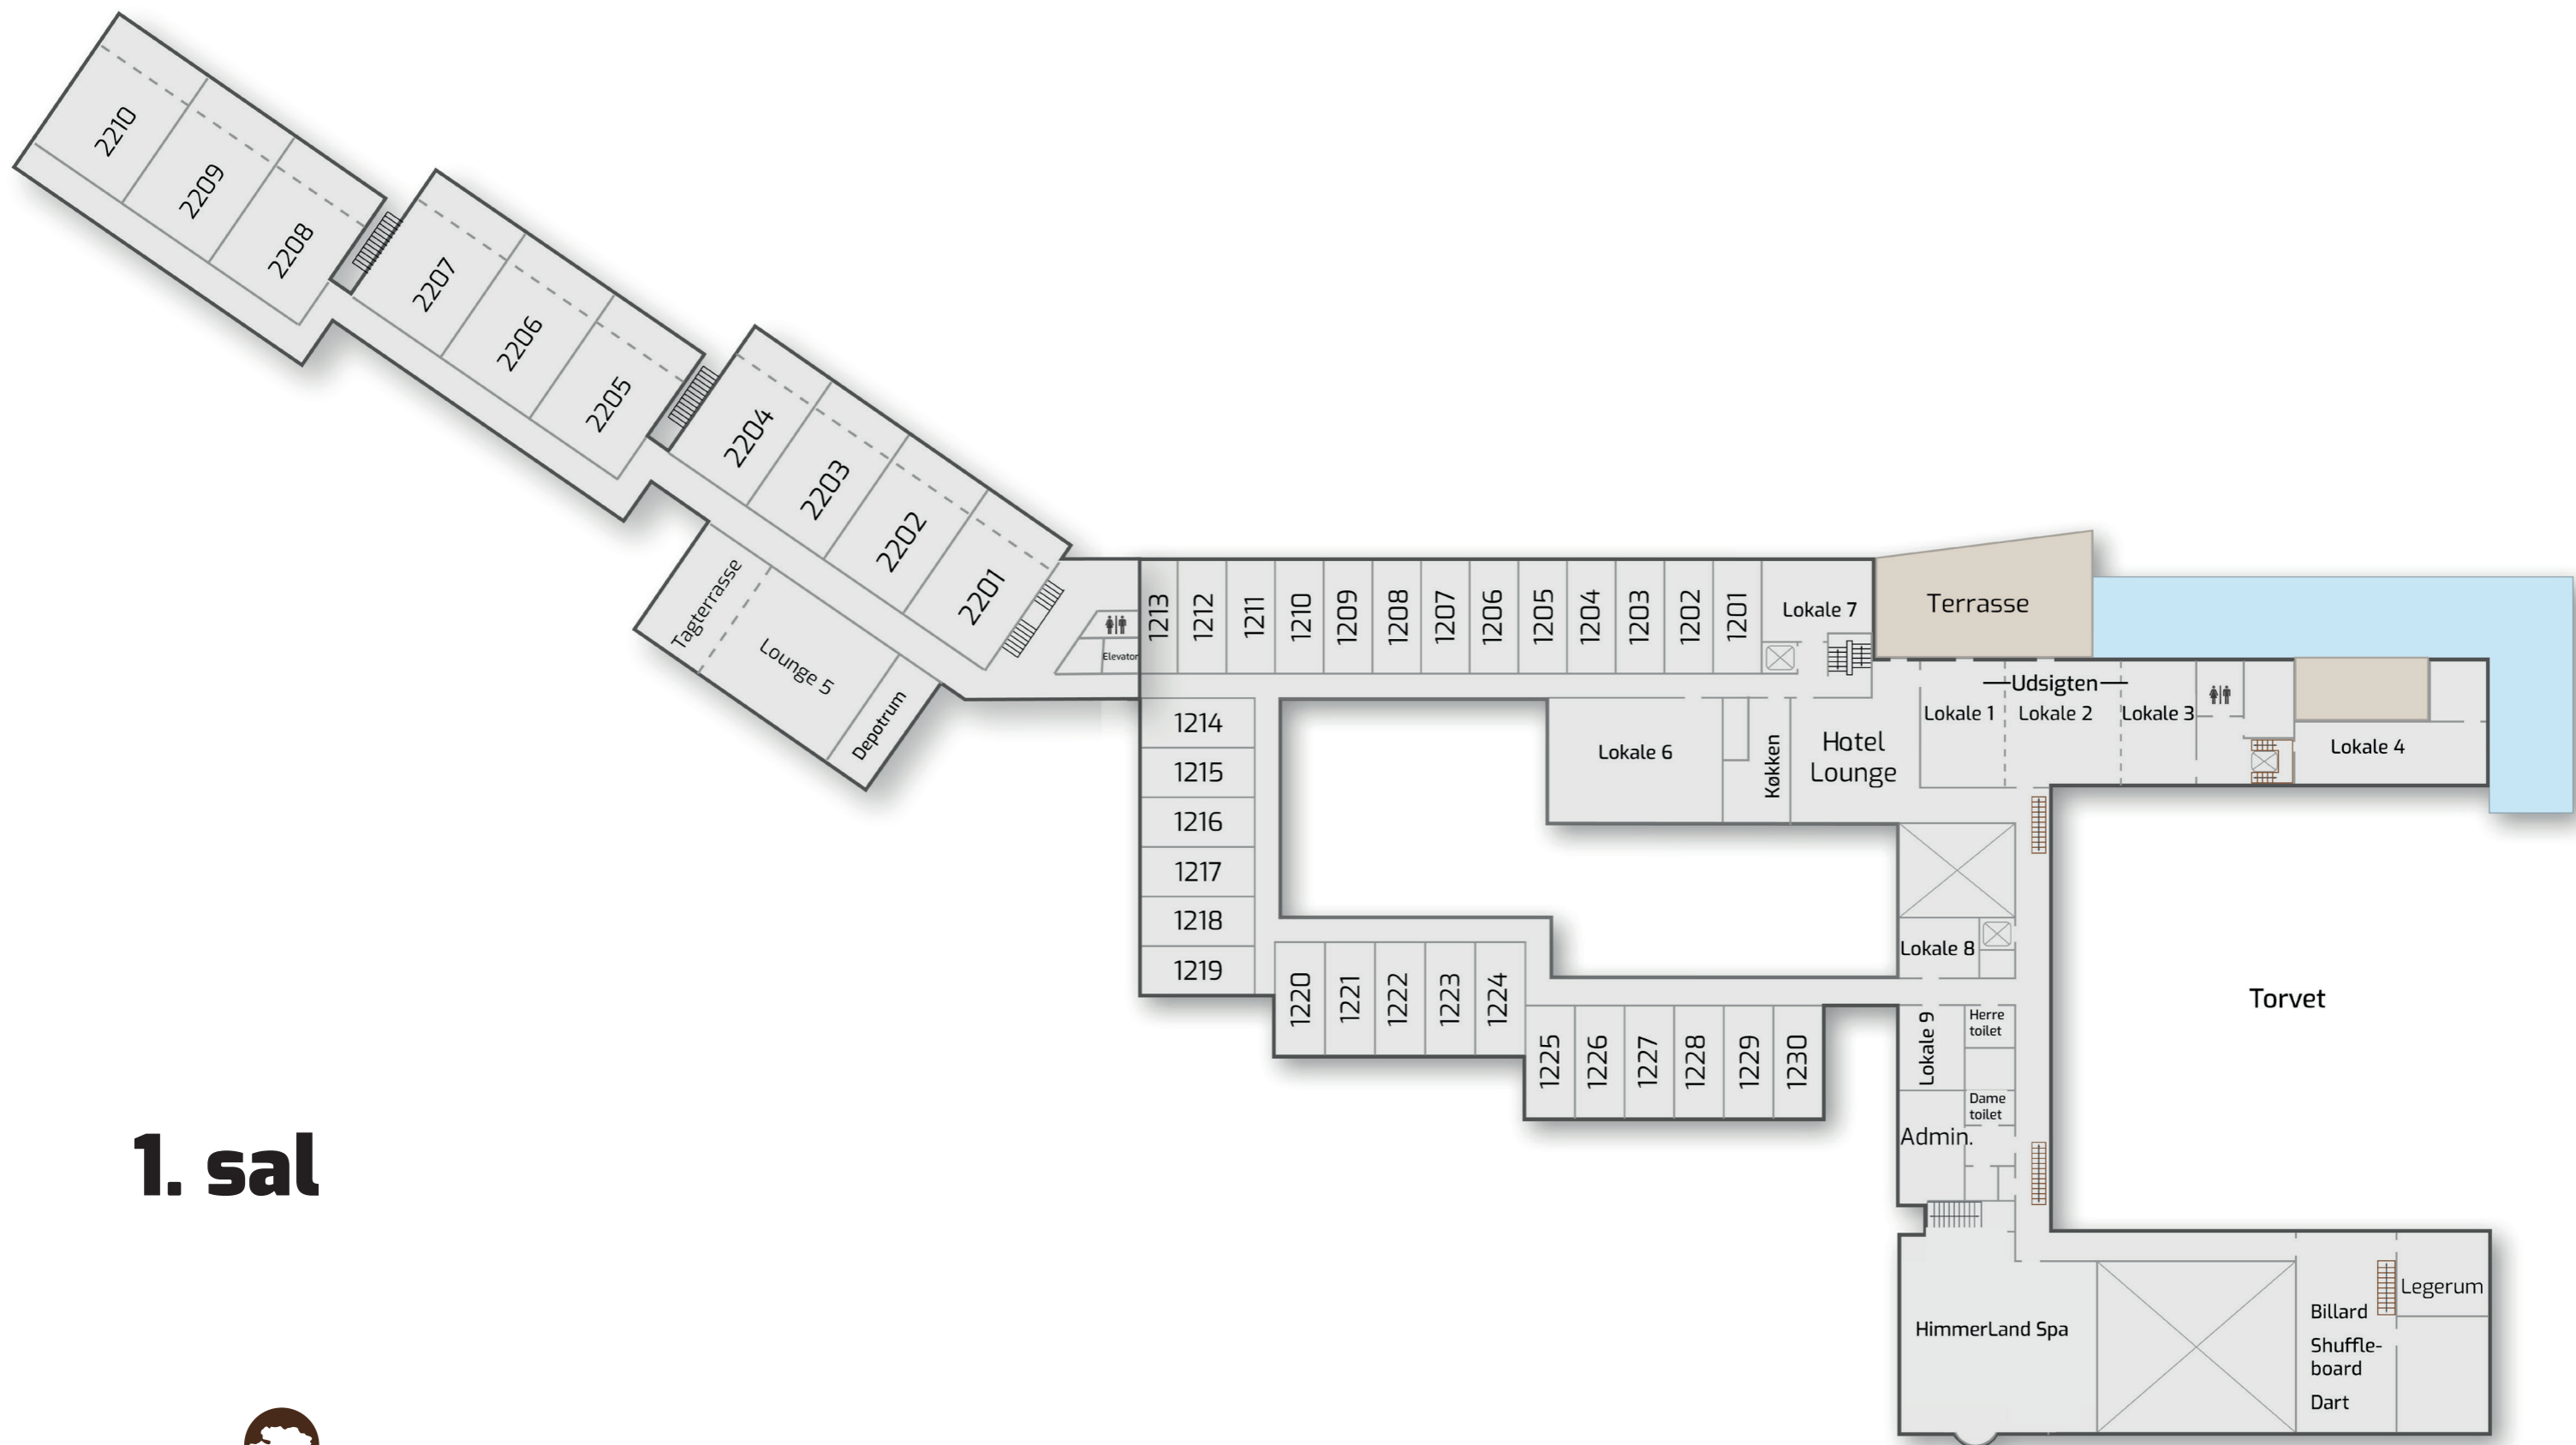 2210
2209
2208
2207
2206
2205
2204
2203
2202
2201
Tagterrasse
Lounge 5
Depotrum
Elevator
1213
1212
1211
1210
1209
1208
1207
1206
1205
1204
1203
1202
1201
Lokale 7
Terrasse
1214
1215
1216
1217
1218
1219
Lokale 6
Køkken
Hotel
Lounge
Udsigten
Lokale 1
Lokale 2
Lokale 3
Lokale 4
1220
1221
1222
1223
1224
1225
1226
1227
1228
1229
1230
Lokale 8
Lokale 9
Herre
toilet
Dame
toilet
Admin.
Torvet
HimmerLand Spa
Billard
Shuffle-
board
Dart
Legerum
1. sal